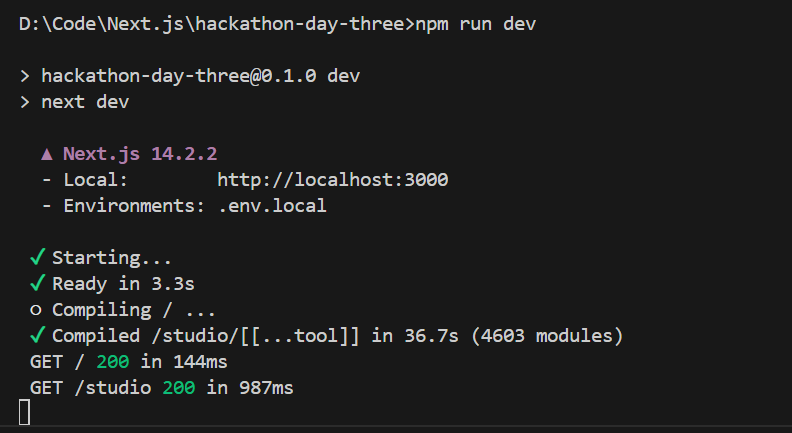 D:\Code\Next.js\hackathon-day-three>npm run dev
> hackathon-day-three@0.1.0 dev
> next dev
▲ Next.js 14.2.2
- Local:        http://localhost:3000
- Environments: .env.local
✓ Starting...
✓ Ready in 3.3s
○ Compiling / ...
✓ Compiled /studio/[[...tool]] in 36.7s (4603 modules)
GET / 200 in 144ms
GET /studio 200 in 987ms